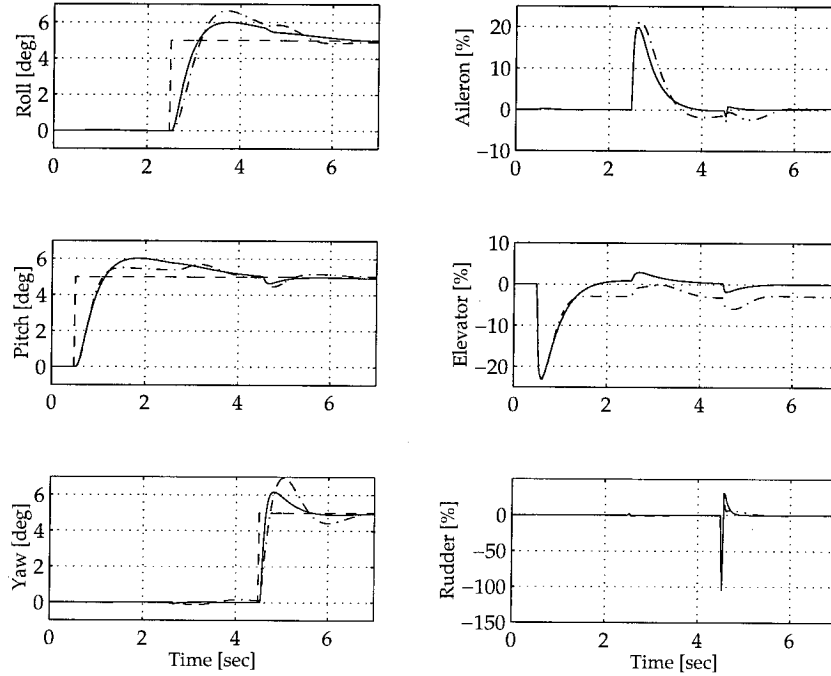 Roll [deg]
6
4
2
0
0 2 4 6
Aileron [%]
20
10
0
−10
0 2 4 6
Pitch [deg]
6
4
2
0
0 2 4 6
Elevator [%]
10
0
−10
−20
0 2 4 6
Yaw [deg]
6
4
2
0
0 2 4 6
Time [sec]
Rudder [%]
0
−50
−100
−150
0 2 4 6
Time [sec]